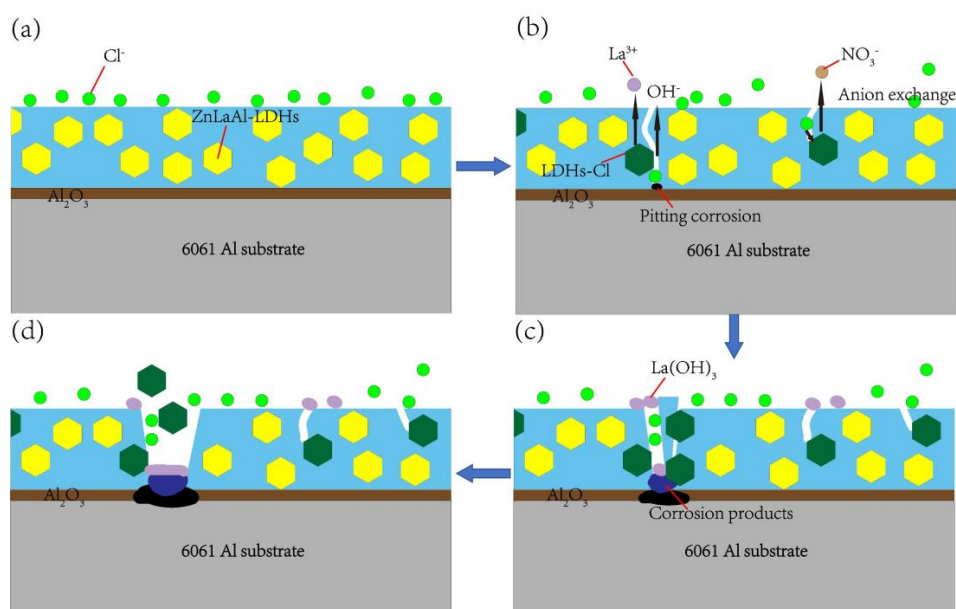 (a)
Cl⁻
ZnLaAl-LDHs
Al₂O₃
6061 Al substrate
(b)
La³⁺
OH⁻
NO₃⁻
Anion exchange
LDHs-Cl
Al₂O₃
Pitting corrosion
6061 Al substrate
(d)
Al₂O₃
6061 Al substrate
(c)
La(OH)₃
Al₂O₃
Corrosion products
6061 Al substrate